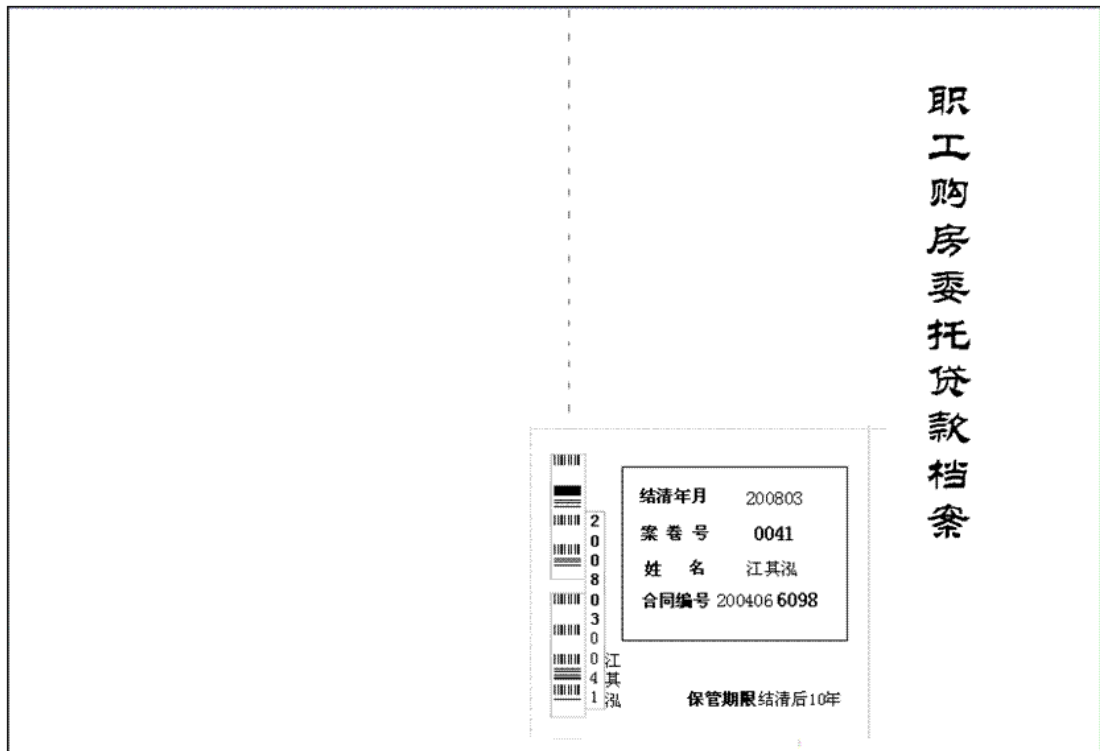 职工购房委托贷款档案
结清年月 200803
案卷号 0041
姓名 江其泓
合同编号 200406 6098
2008030041
江其泓
保管期限结清后10年